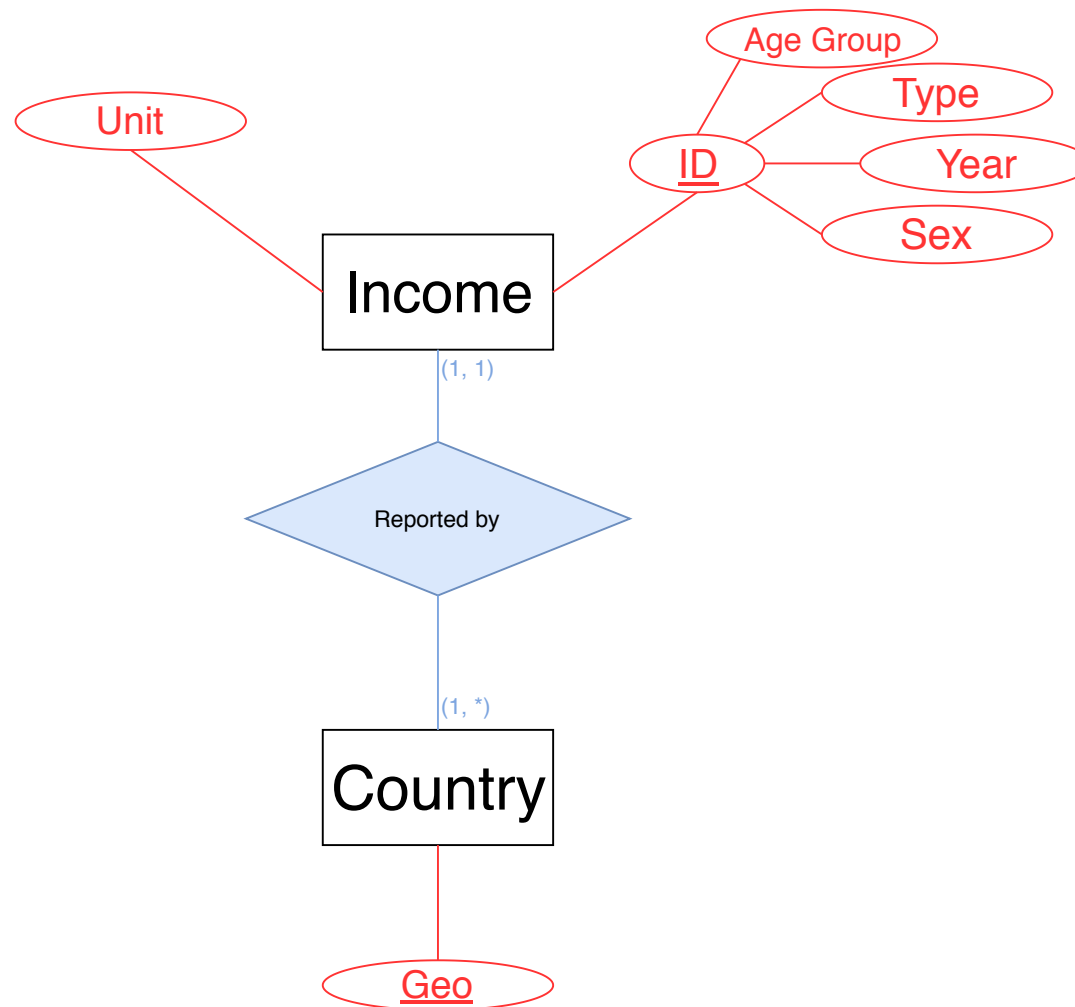 Age Group
Type
Unit
ID
Year
Sex
Income
(1, 1)
Reported by
(1, *)
Country
Geo